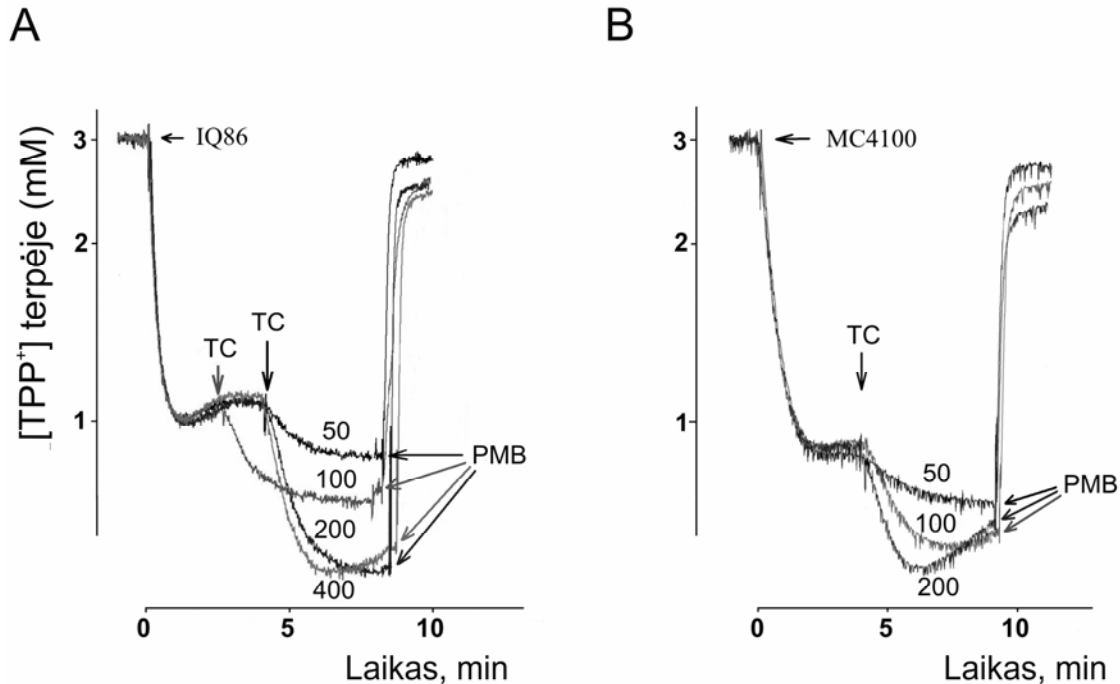 A
[TPP+] terpėje (mM)
3
2
1
IQ86
TC
TC
50
100
200
400
PMB
0
5
10
Laikas, min
B
3
2
1
MC4100
TC
50
100
200
PMB
0
5
10
Laikas, min